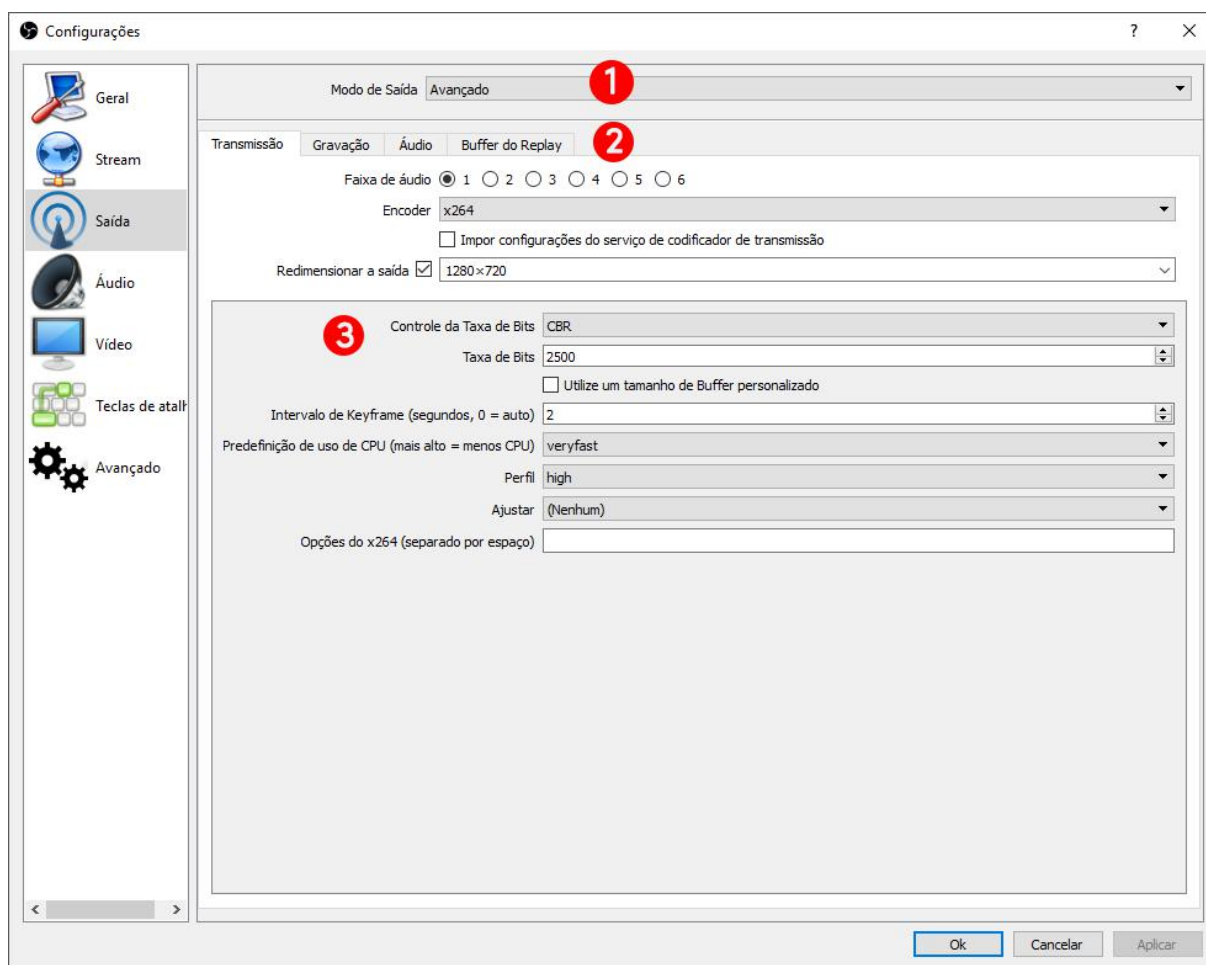 Configurações
?
Geral
Stream
Saída
Áudio
Vídeo
Teclas de atalh
Avançado
Modo de Saída Avançado 1
Transmissão Gravação Áudio Buffer do Replay 2
Faixa de áudio 1 2 3 4 5 6
Encoder x264
Impor configurações do serviço de codificador de transmissão
Redimensionar a saída 1280×720
3 Controle da Taxa de Bits CBR
Taxa de Bits 2500
Utilize um tamanho de Buffer personalizado
Intervalo de Keyframe (segundos, 0 = auto) 2
Predefinição de uso de CPU (mais alto = menos CPU) veryfast
Perfil high
Ajustar (Nenhum)
Opções do x264 (separado por espaço)
Ok Cancelar Aplicar